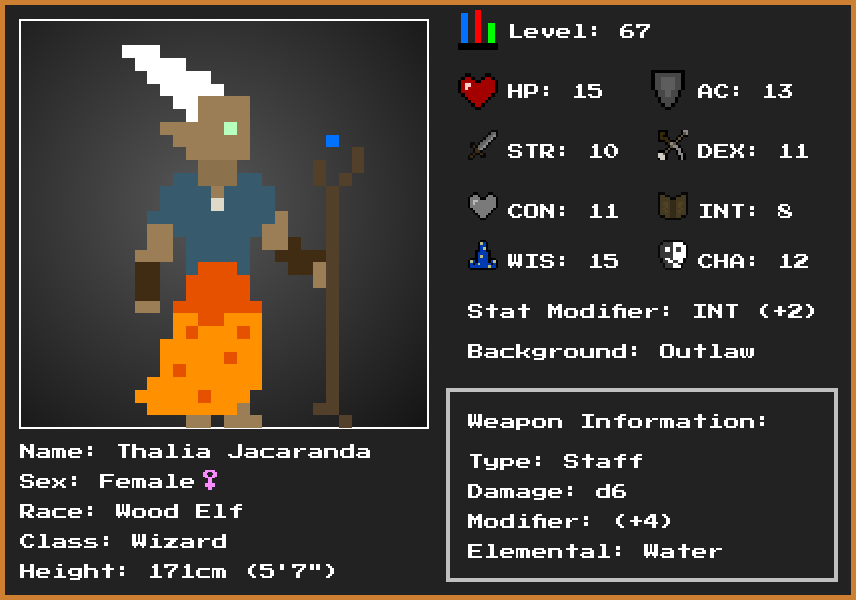 Level: 67
HP: 15
AC: 13
STR: 10
DEX: 11
CON: 11
INT: 8
WIS: 15
CHA: 12
Stat Modifier: INT (+2)
Background: Outlaw
Weapon Information:
Type: Staff
Damage: d6
Modifier: (+4)
Elemental: Water
Name: Thalia Jacaranda
Sex: Female♀
Race: Wood Elf
Class: Wizard
Height: 171cm (5'7")